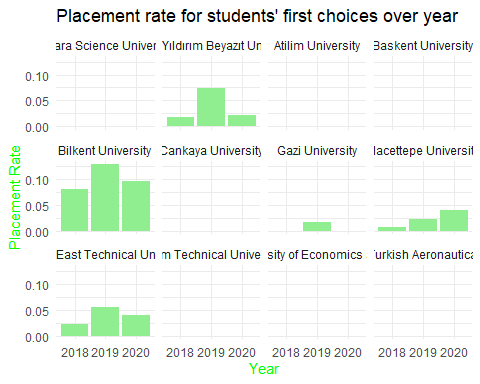 Placement rate for students' first choices over year
ara Science Univer Yıldırım Beyazıt Un Atilim University Baskent University
0.10
0.05
0.00
Bilkent University Cankaya University Gazi University Hacettepe Universit
0.10
0.05
0.00
East Technical Un m Technical Unive sity of Economics Turkish Aeronautica
0.10
0.05
0.00
2018 2019 2020 2018 2019 2020 2018 2019 2020 2018 2019 2020
Year
Placement Rate